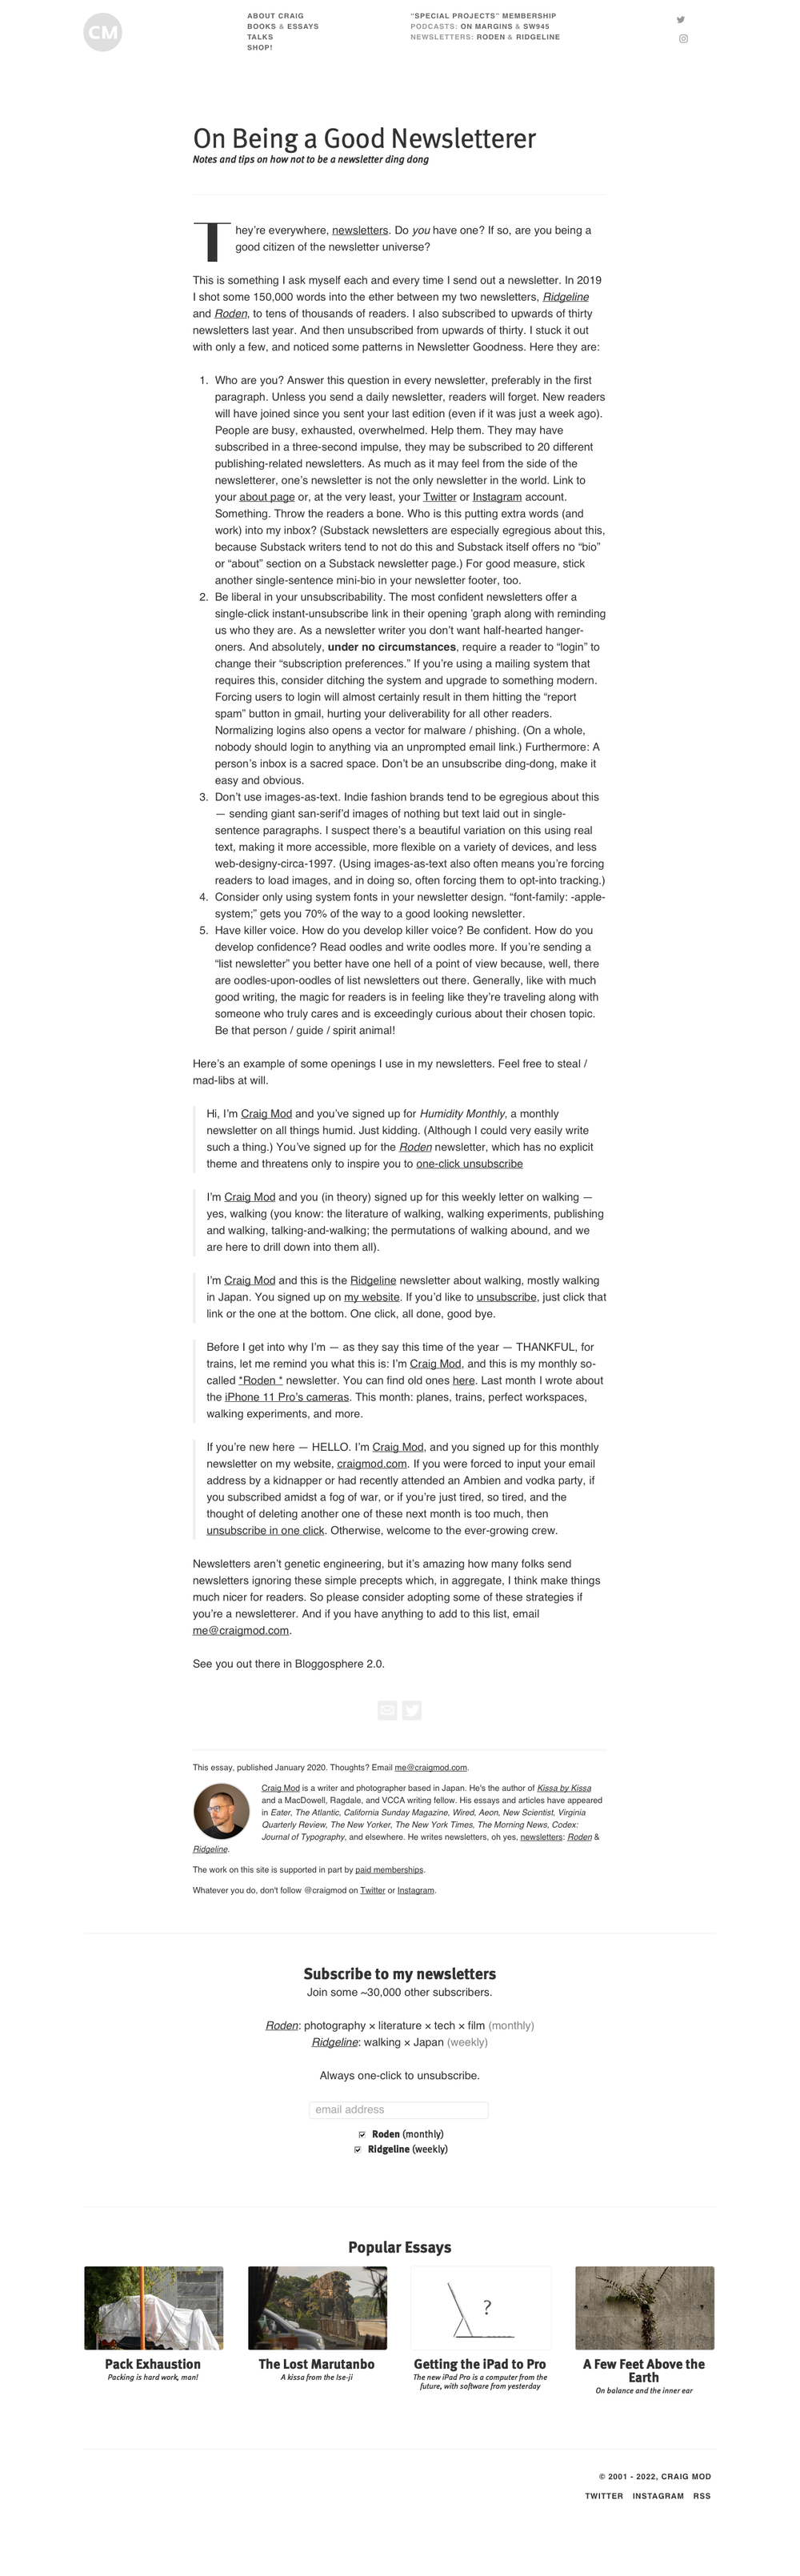 CM
ABOUT CRAIG
BOOKS & ESSAYS
TALKS
SHOP!
“SPECIAL PROJECTS” MEMBERSHIP
PODCASTS: ON MARGINS & SW945
NEWSLETTERS: RODEN & RIDGELINE
On Being a Good Newsletterer
Notes and tips on how not to be a newsletter ding dong
They’re everywhere, newsletters. Do you have one? If so, are you being a
good citizen of the newsletter universe?
This is something I ask myself each and every time I send out a newsletter. In 2019
I shot some 150,000 words into the ether between my two newsletters, Ridgeline
and Roden, to tens of thousands of readers. I also subscribed to upwards of thirty
newsletters last year. And then unsubscribed from upwards of thirty. I stuck it out
with only a few, and noticed some patterns in Newsletter Goodness. Here they are:
1. Who are you? Answer this question in every newsletter, preferably in the first
paragraph. Unless you send a daily newsletter, readers will forget. New readers
will have joined since you sent your last edition (even if it was just a week ago).
People are busy, exhausted, overwhelmed. Help them. They may have
subscribed in a three-second impulse, they may be subscribed to 20 different
publishing-related newsletters. As much as it may feel from the side of the
newsletterer, one’s newsletter is not the only newsletter in the world. Link to
your about page or, at the very least, your Twitter or Instagram account.
Something. Throw the readers a bone. Who is this putting extra words (and
work) into my inbox? (Substack newsletters are especially egregious about this,
because Substack writers tend to not do this and Substack itself offers no “bio”
or “about” section on a Substack newsletter page.) For good measure, stick
another single-sentence mini-bio in your newsletter footer, too.
2. Be liberal in your unsubscribability. The most confident newsletters offer a
single-click instant-unsubscribe link in their opening ’graph along with reminding
us who they are. As a newsletter writer you don’t want half-hearted hanger-
oners. And absolutely, under no circumstances, require a reader to “login” to
change their “subscription preferences.” If you’re using a mailing system that
requires this, consider ditching the system and upgrade to something modern.
Forcing users to login will almost certainly result in them hitting the “report
spam” button in gmail, hurting your deliverability for all other readers.
Normalizing logins also opens a vector for malware / phishing. (On a whole,
nobody should login to anything via an unprompted email link.) Furthermore: A
person’s inbox is a sacred space. Don’t be an unsubscribe ding-dong, make it
easy and obvious.
3. Don’t use images-as-text. Indie fashion brands tend to be egregious about this
— sending giant san-serif’d images of nothing but text laid out in single-
sentence paragraphs. I suspect there’s a beautiful variation on this using real
text, making it more accessible, more flexible on a variety of devices, and less
web-designy-circa-1997. (Using images-as-text also often means you’re forcing
readers to load images, and in doing so, often forcing them to opt-into tracking.)
4. Consider only using system fonts in your newsletter design. “font-family: -apple-
system;” gets you 70% of the way to a good looking newsletter.
5. Have killer voice. How do you develop killer voice? Be confident. How do you
develop confidence? Read oodles and write oodles more. If you’re sending a
“list newsletter” you better have one hell of a point of view because, well, there
are oodles-upon-oodles of list newsletters out there. Generally, like with much
good writing, the magic for readers is in feeling like they’re traveling along with
someone who truly cares and is exceedingly curious about their chosen topic.
Be that person / guide / spirit animal!
Here’s an example of some openings I use in my newsletters. Feel free to steal /
mad-libs at will.
Hi, I’m Craig Mod and you’ve signed up for Humidity Monthly, a monthly
newsletter on all things humid. Just kidding. (Although I could very easily write
such a thing.) You’ve signed up for the Roden newsletter, which has no explicit
theme and threatens only to inspire you to one-click unsubscribe
I’m Craig Mod and you (in theory) signed up for this weekly letter on walking —
yes, walking (you know: the literature of walking, walking experiments, publishing
and walking, talking-and-walking; the permutations of walking abound, and we
are here to drill down into them all).
I’m Craig Mod and this is the Ridgeline newsletter about walking, mostly walking
in Japan. You signed up on my website. If you’d like to unsubscribe, just click that
link or the one at the bottom. One click, all done, good bye.
Before I get into why I’m — as they say this time of the year — THANKFUL, for
trains, let me remind you what this is: I’m Craig Mod, and this is my monthly so-
called *Roden * newsletter. You can find old ones here. Last month I wrote about
the iPhone 11 Pro’s cameras. This month: planes, trains, perfect workspaces,
walking experiments, and more.
If you’re new here — HELLO. I’m Craig Mod, and you signed up for this monthly
newsletter on my website, craigmod.com. If you were forced to input your email
address by a kidnapper or had recently attended an Ambien and vodka party, if
you subscribed amidst a fog of war, or if you’re just tired, so tired, and the
thought of deleting another one of these next month is too much, then
unsubscribe in one click. Otherwise, welcome to the ever-growing crew.
Newsletters aren’t genetic engineering, but it’s amazing how many folks send
newsletters ignoring these simple precepts which, in aggregate, I think make things
much nicer for readers. So please consider adopting some of these strategies if
you’re a newsletterer. And if you have anything to add to this list, email
me@craigmod.com.
See you out there in Bloggosphere 2.0.
This essay, published January 2020. Thoughts? Email me@craigmod.com.
Craig Mod is a writer and photographer based in Japan. He's the author of Kissa by Kissa
and a MacDowell, Ragdale, and VCCA writing fellow. His essays and articles have appeared
in Eater, The Atlantic, California Sunday Magazine, Wired, Aeon, New Scientist, Virginia
Quarterly Review, The New Yorker, The New York Times, The Morning News, Codex:
Journal of Typography, and elsewhere. He writes newsletters, oh yes, newsletters: Roden &
Ridgeline.
The work on this site is supported in part by paid memberships.
Whatever you do, don't follow @craigmod on Twitter or Instagram.
Subscribe to my newsletters
Join some ~30,000 other subscribers.
Roden: photography × literature × tech × film (monthly)
Ridgeline: walking × Japan (weekly)
Always one-click to unsubscribe.
email address
Roden (monthly)
Ridgeline (weekly)
Popular Essays
?
Pack Exhaustion
Packing is hard work, man!
The Lost Marutanbo
A kissa from the Ise-ji
Getting the iPad to Pro
The new iPad Pro is a computer from the
future, with software from yesterday
A Few Feet Above the
Earth
On balance and the inner ear
© 2001 - 2022, CRAIG MOD
TWITTER INSTAGRAM RSS